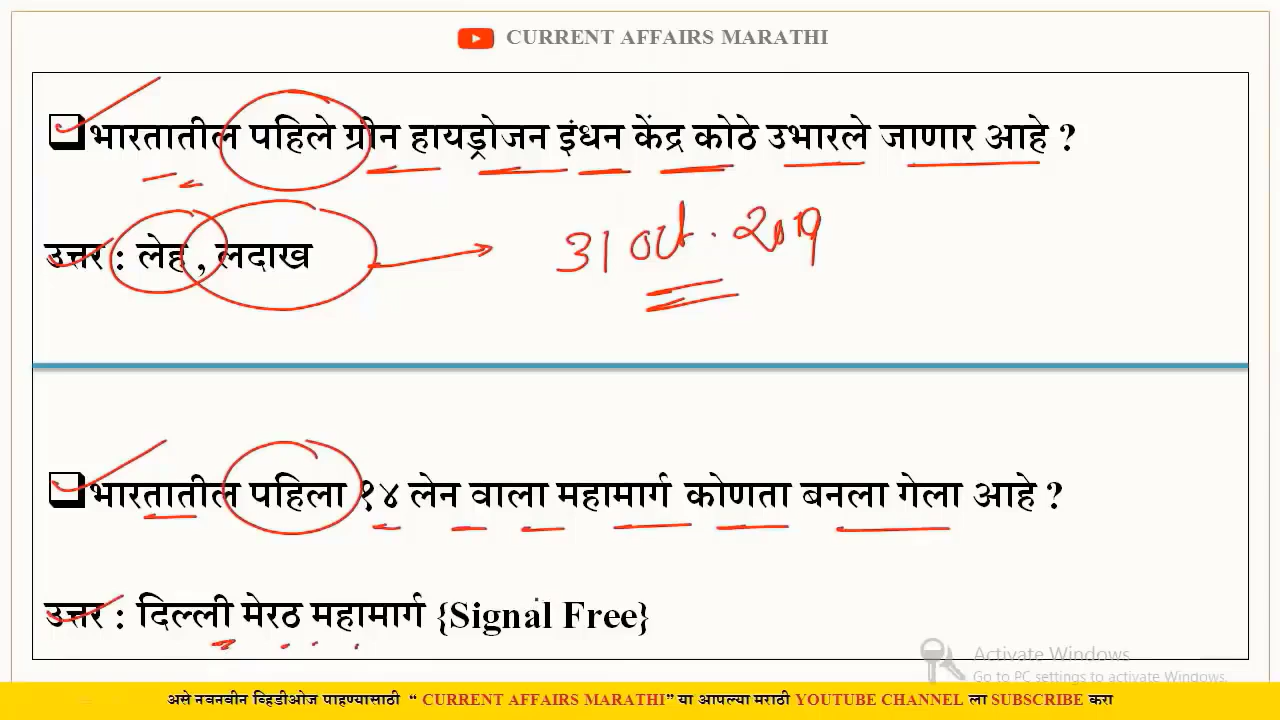 CURRENT AFFAIRS MARATHI
भारतातील पहिले ग्रीन हायड्रोजन इंधन केंद्र कोठे उभारले जाणार आहे ?
उत्तर : लेह , लदाख
31 Oct . 2019
भारतातील पहिला १४ लेन वाला महामार्ग कोणता बनला गेला आहे ?
उत्तर : दिल्ली मेरठ महामार्ग {Signal Free}
Activate Windows
Go to PC settings to activate Windows.
असे नवनवीन व्हिडीओज पाहण्यासाठी “ CURRENT AFFAIRS MARATHI” या आपल्या मराठी YOUTUBE CHANNEL ला SUBSCRIBE करा